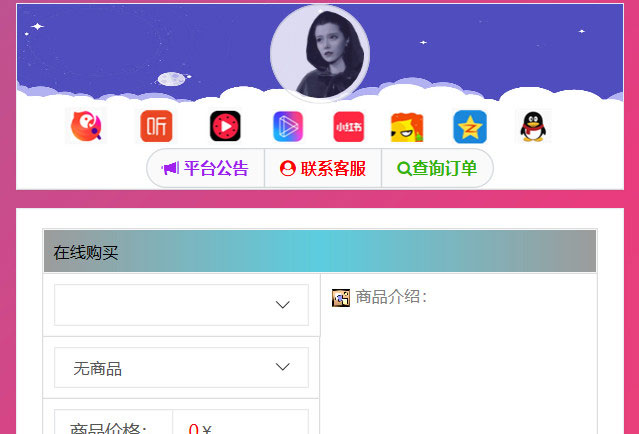 听
小红书
平台公告 联系客服 查询订单
在线购买
商品介绍：
无商品
商品价格： 0 ¥